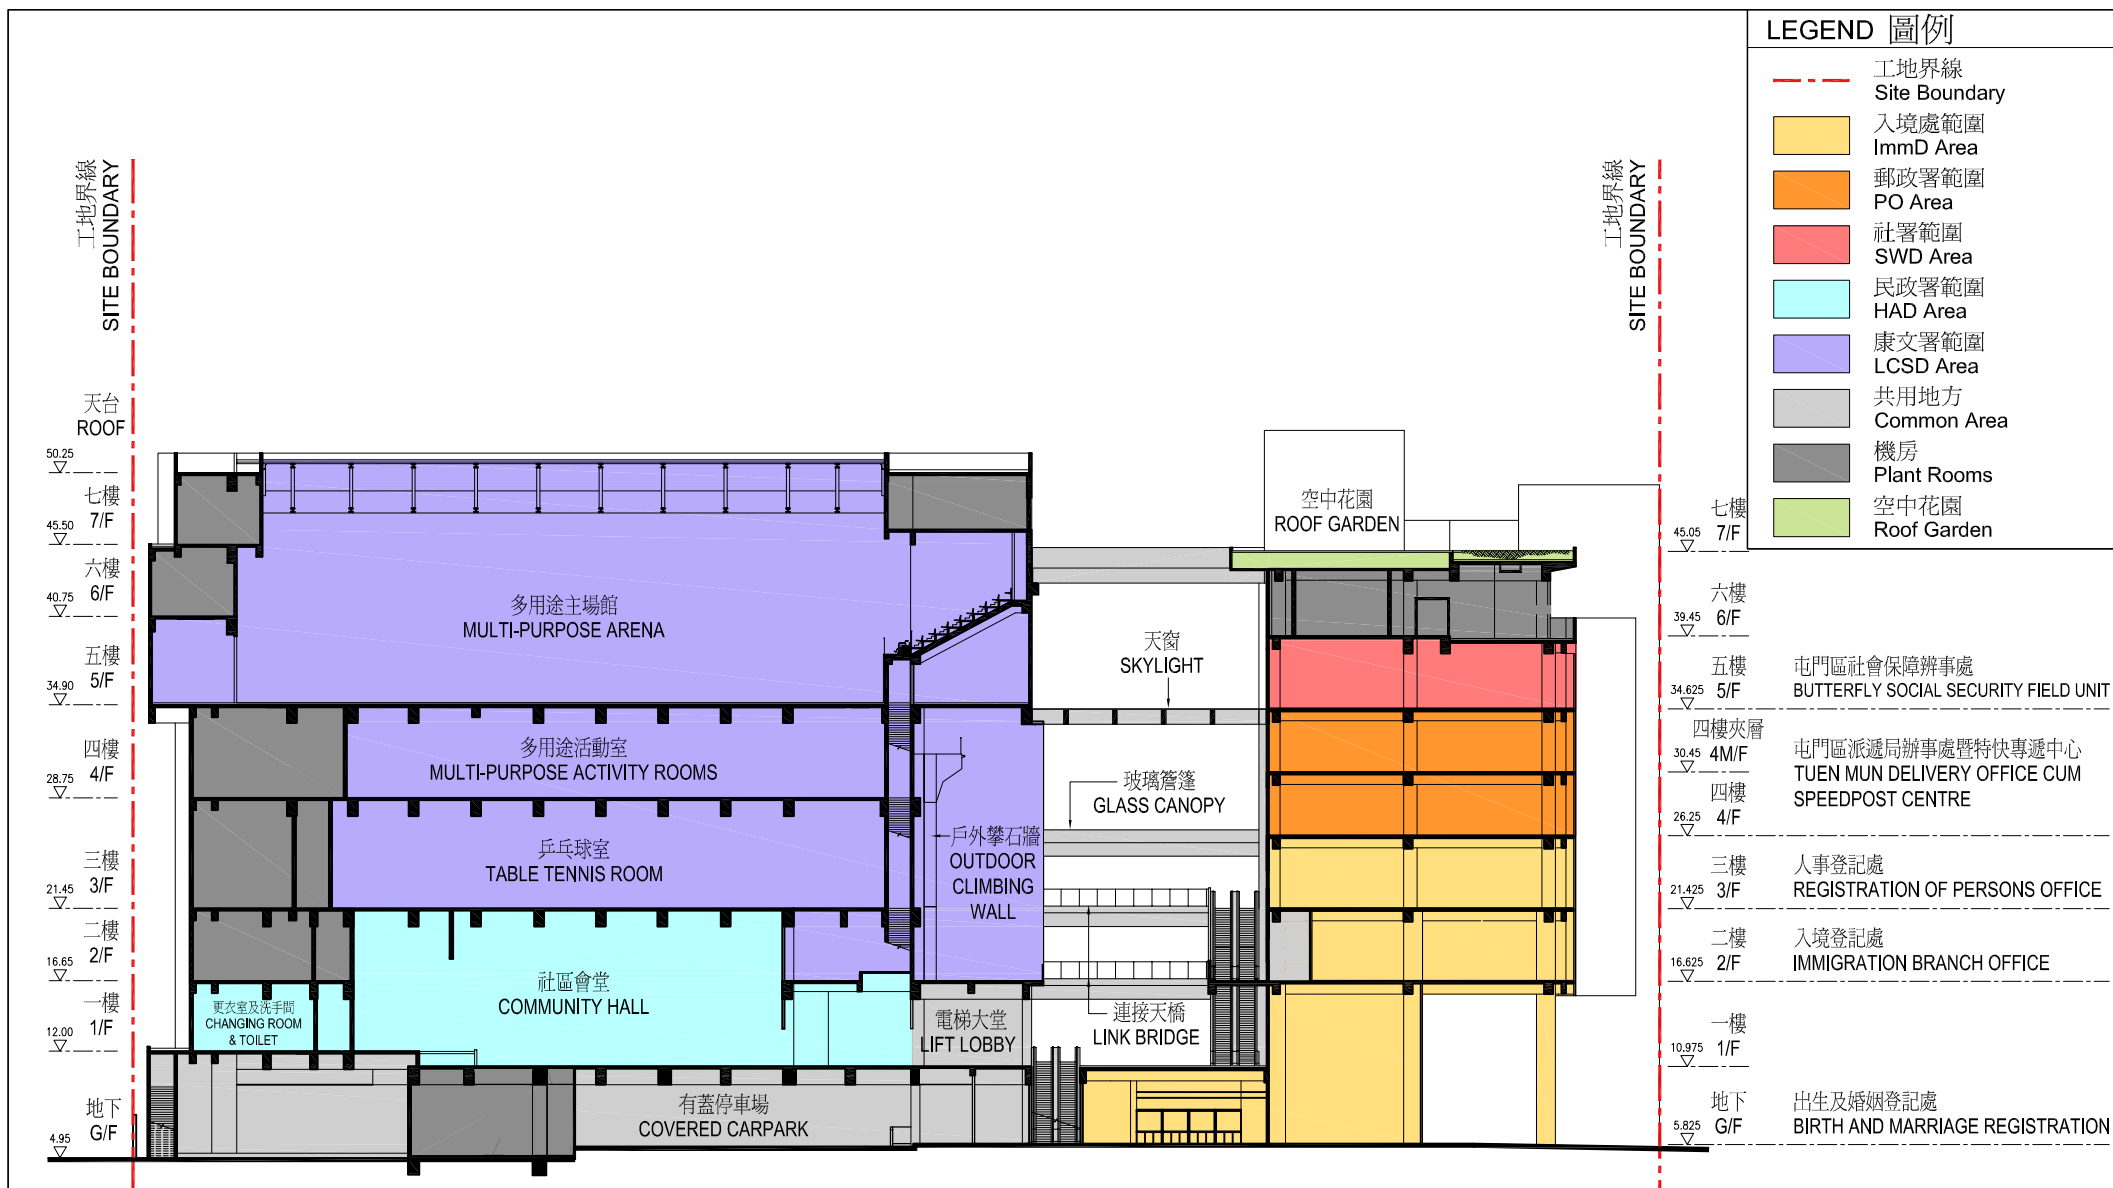 LEGEND 圖例
工地界線
Site Boundary
入境處範圍
ImmD Area
郵政署範圍
PO Area
社署範圍
SWD Area
民政署範圍
HAD Area
康文署範圍
LCSD Area
共用地方
Common Area
機房
Plant Rooms
空中花園
Roof Garden
工地界線
SITE BOUNDARY
工地界線
SITE BOUNDARY
天台
ROOF
50.25
七樓
7/F
45.50
六樓
6/F
40.75
五樓
5/F
34.90
四樓
4/F
28.75
三樓
3/F
21.45
二樓
2/F
16.65
一樓
1/F
12.00
地下
G/F
4.95
多用途主場館
MULTI-PURPOSE ARENA
多用途活動室
MULTI-PURPOSE ACTIVITY ROOMS
乒乓球室
TABLE TENNIS ROOM
社區會堂
COMMUNITY HALL
更衣室及洗手間
CHANGING ROOM
& TOILET
有蓋停車場
COVERED CARPARK
戶外攀石牆
OUTDOOR
CLIMBING
WALL
電梯大堂
LIFT LOBBY
天窗
SKYLIGHT
玻璃簷篷
GLASS CANOPY
連接天橋
LINK BRIDGE
空中花園
ROOF GARDEN
七樓
45.05 7/F
六樓
39.45 6/F
五樓
34.625 5/F
屯門區社會保障辨事處
BUTTERFLY SOCIAL SECURITY FIELD UNIT
四樓夾層
30.45 4M/F
屯門區派遞局辦事處暨特快專遞中心
TUEN MUN DELIVERY OFFICE CUM
SPEEDPOST CENTRE
四樓
26.25 4/F
三樓
21.425 3/F
人事登記處
REGISTRATION OF PERSONS OFFICE
二樓
16.625 2/F
入境登記處
IMMIGRATION BRANCH OFFICE
一樓
10.975 1/F
地下
5.825 G/F
出生及婚姻登記處
BIRTH AND MARRIAGE REGISTRATION